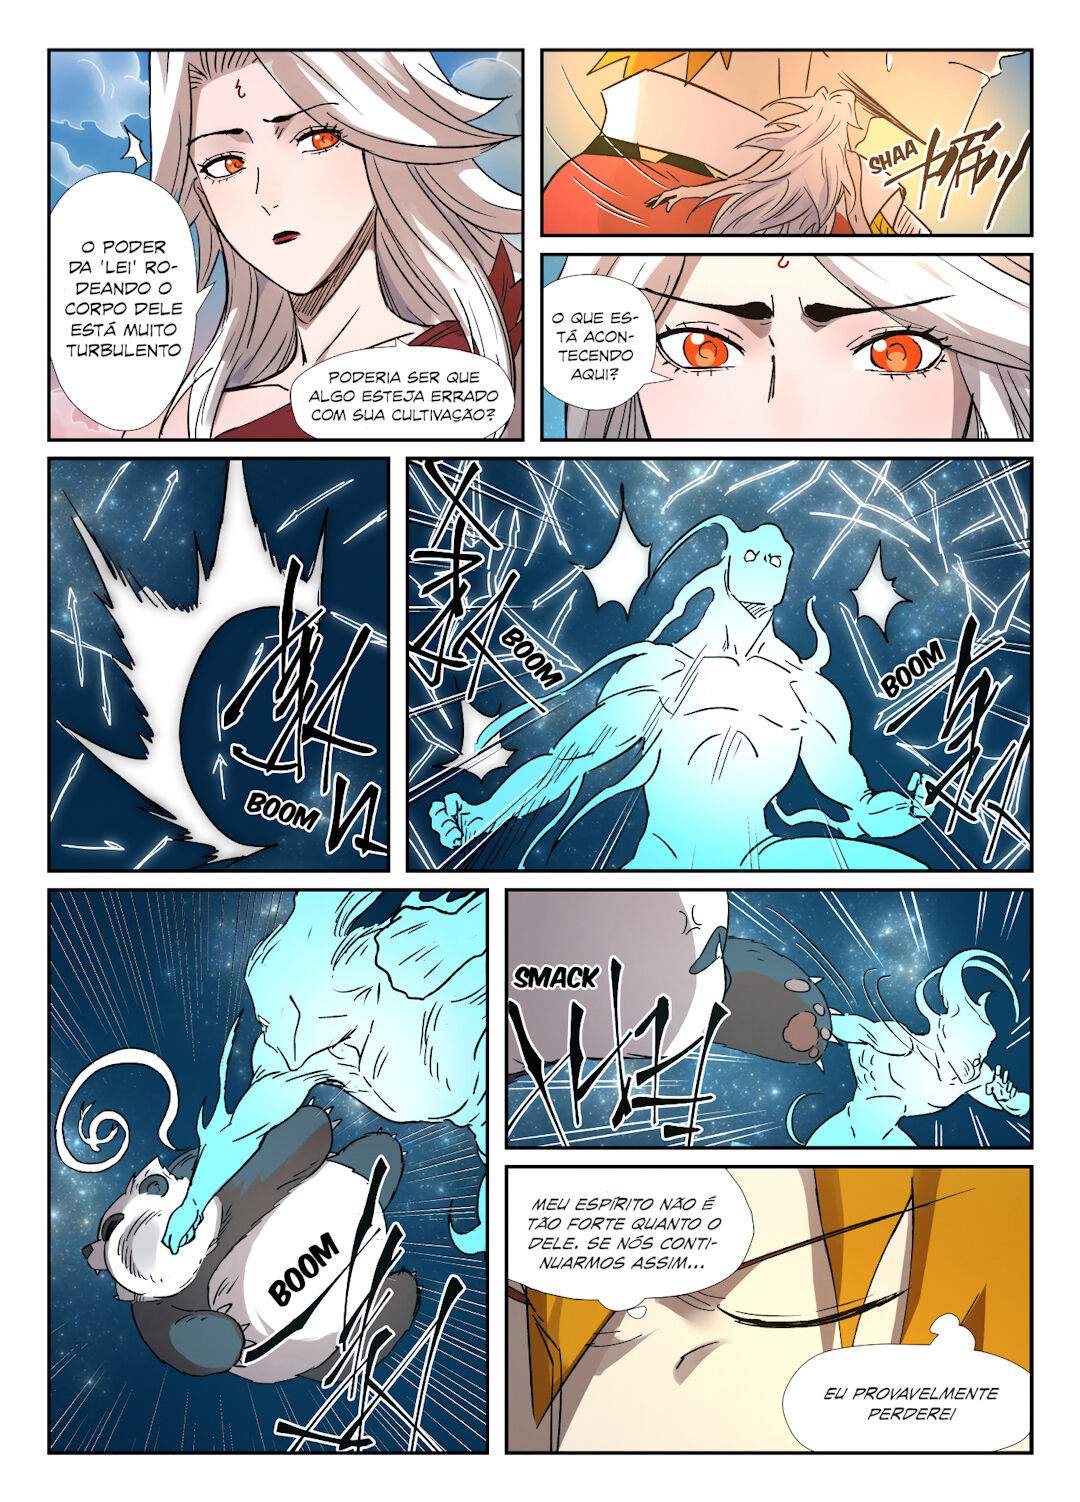 O PODER
DA 'LEI' RO-
DEANDO O
CORPO DELE
ESTÁ MUITO
TURBULENTO
PODERIA SER QUE
ALGO ESTEJA ERRADO
COM SUA CULTIVAÇÃO?
SHAA
O QUE ES-
TÁ ACON-
TECENDO
AQUI?
BOOM
BOOM
BOOM
BOOM
SMACK
MEU ESPÍRITO NÃO É
TÃO FORTE QUANTO O
DELE. SE NÓS CONTI-
NUARMOS ASSIM...
EU PROVAVELMENTE
PERDEREI